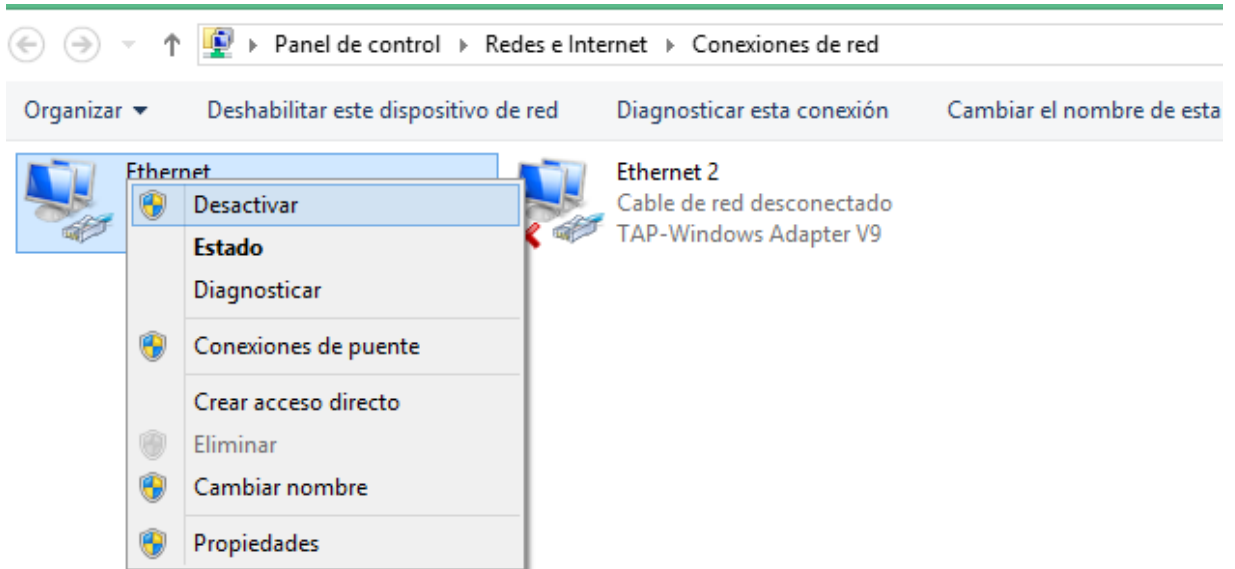 Panel de control Redes e Internet Conexiones de red
Organizar Deshabilitar este dispositivo de red Diagnosticar esta conexión Cambiar el nombre de esta
Ethernet
Desactivar
Estado
Diagnosticar
Conexiones de puente
Crear acceso directo
Eliminar
Cambiar nombre
Propiedades
Ethernet 2
Cable de red desconectado
TAP-Windows Adapter V9